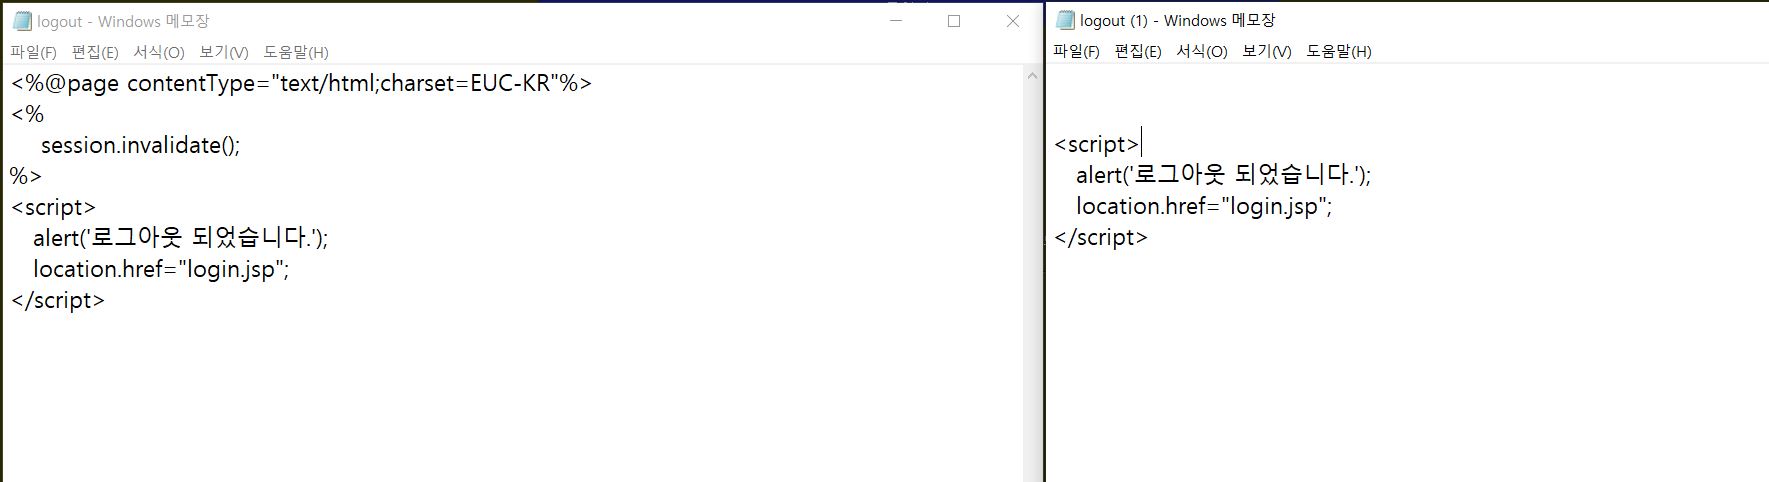 logout - Windows 메모장
파일(F) 편집(E) 서식(O) 보기(V) 도움말(H)
<%@page contentType="text/html;charset=EUC-KR"%>
<%
session.invalidate();
%>
<script>
alert('로그아웃 되었습니다.');
location.href="login.jsp";
</script>
logout (1) - Windows 메모장
파일(F) 편집(E) 서식(O) 보기(V) 도움말(H)
<script>
alert('로그아웃 되었습니다.');
location.href="login.jsp";
</script>